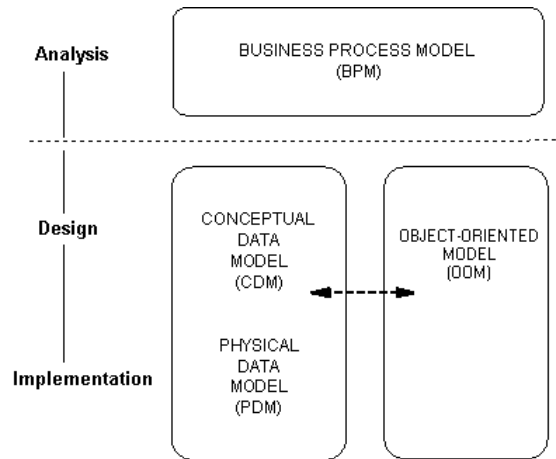 Analysis
BUSINESS PROCESS MODEL
(BPM)
Design
CONCEPTUAL
DATA
MODEL
(CDM)
OBJECT-ORIENTED
MODEL
(OOM)
Implementation
PHYSICAL
DATA
MODEL
(PDM)